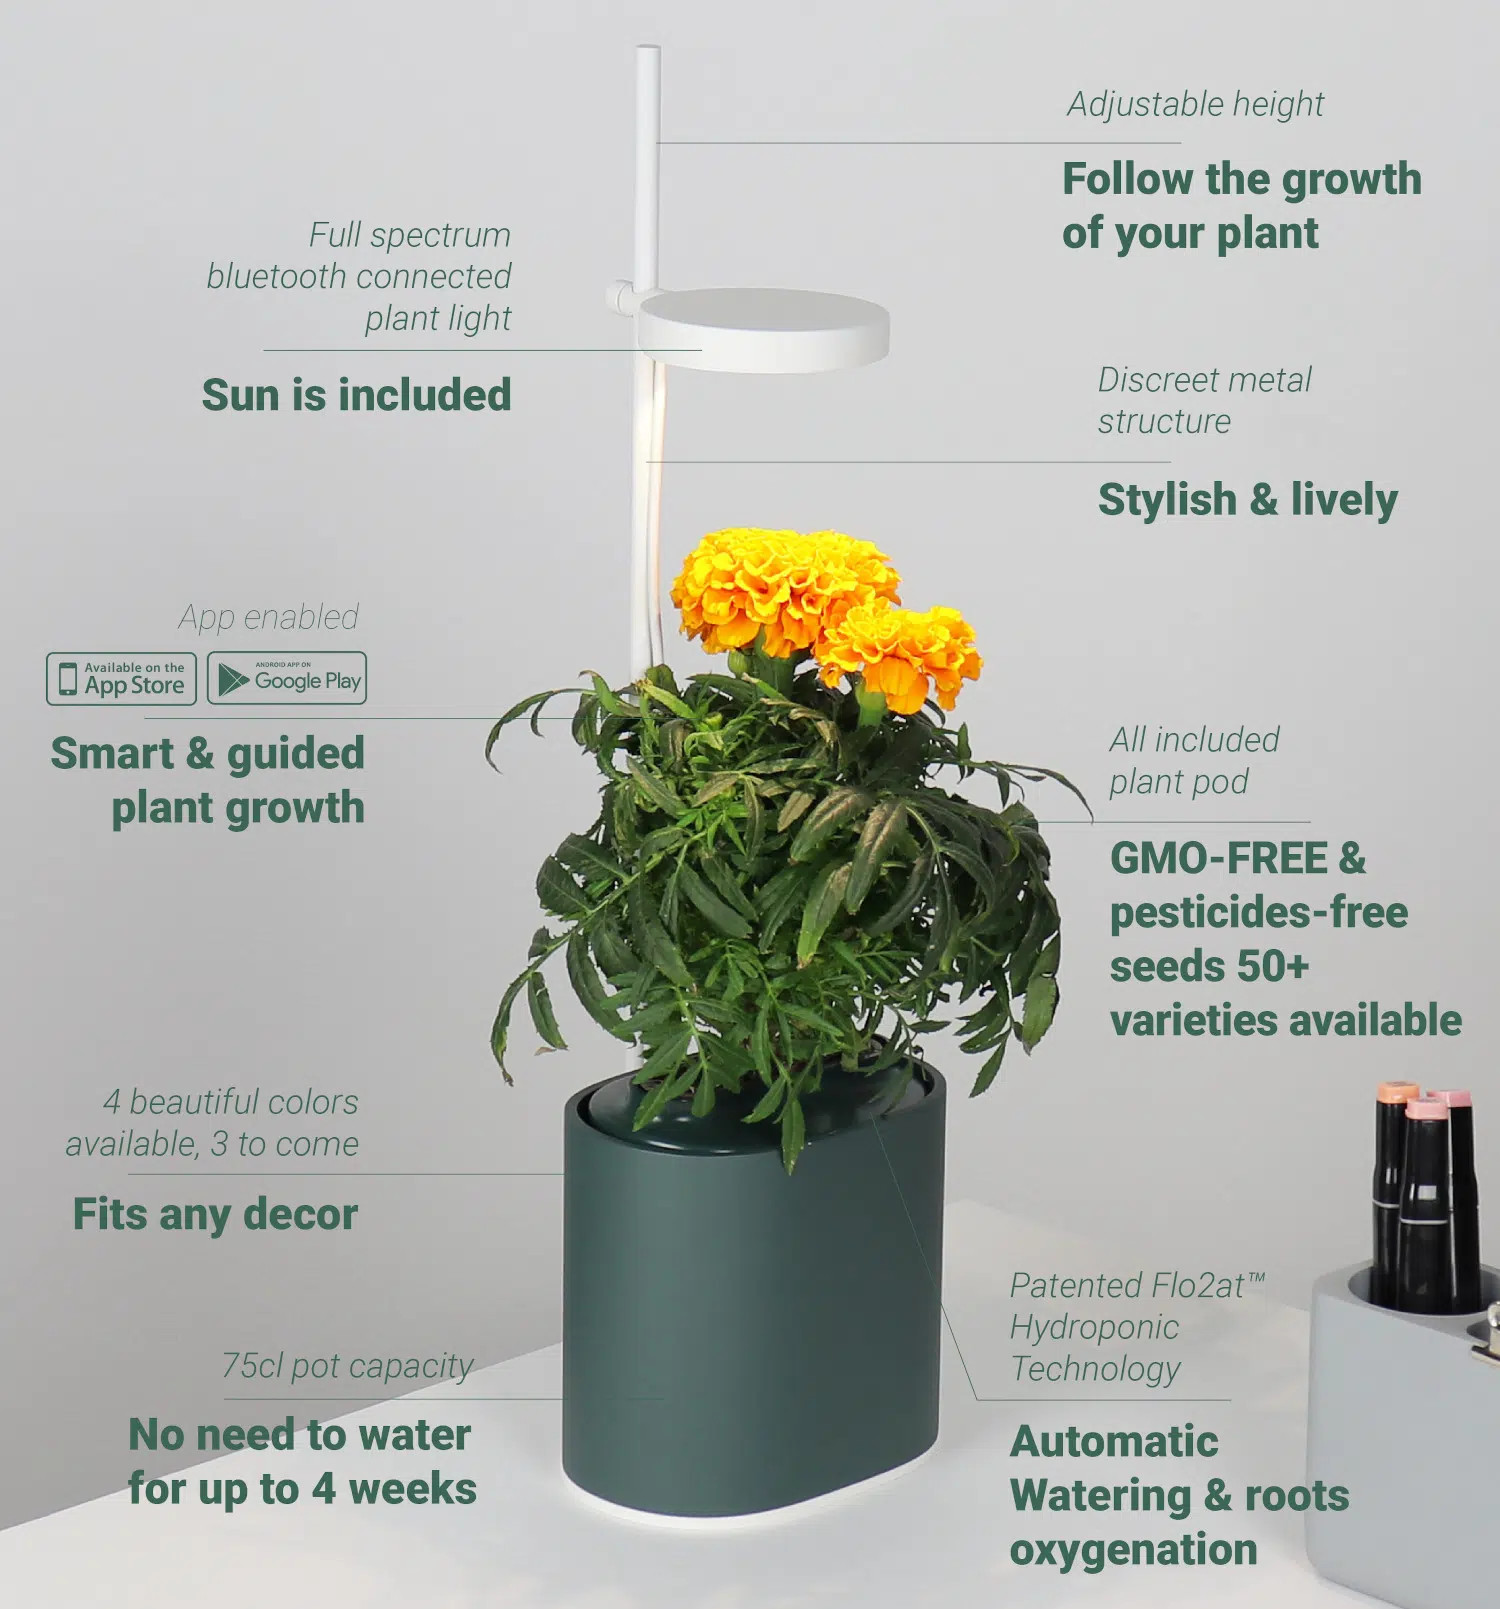 Adjustable height
Follow the growth
of your plant
Full spectrum
bluetooth connected
plant light
Sun is included
Discreet metal
structure
Stylish & lively
App enabled
Available on the
App Store
ANDROID APP ON
Google Play
Smart & guided
plant growth
All included
plant pod
GMO-FREE &
pesticides-free
seeds 50+
varieties available
4 beautiful colors
available, 3 to come
Fits any decor
Patented Flo2at™
Hydroponic
Technology
Automatic
Watering & roots
oxygenation
75cl pot capacity
No need to water
for up to 4 weeks